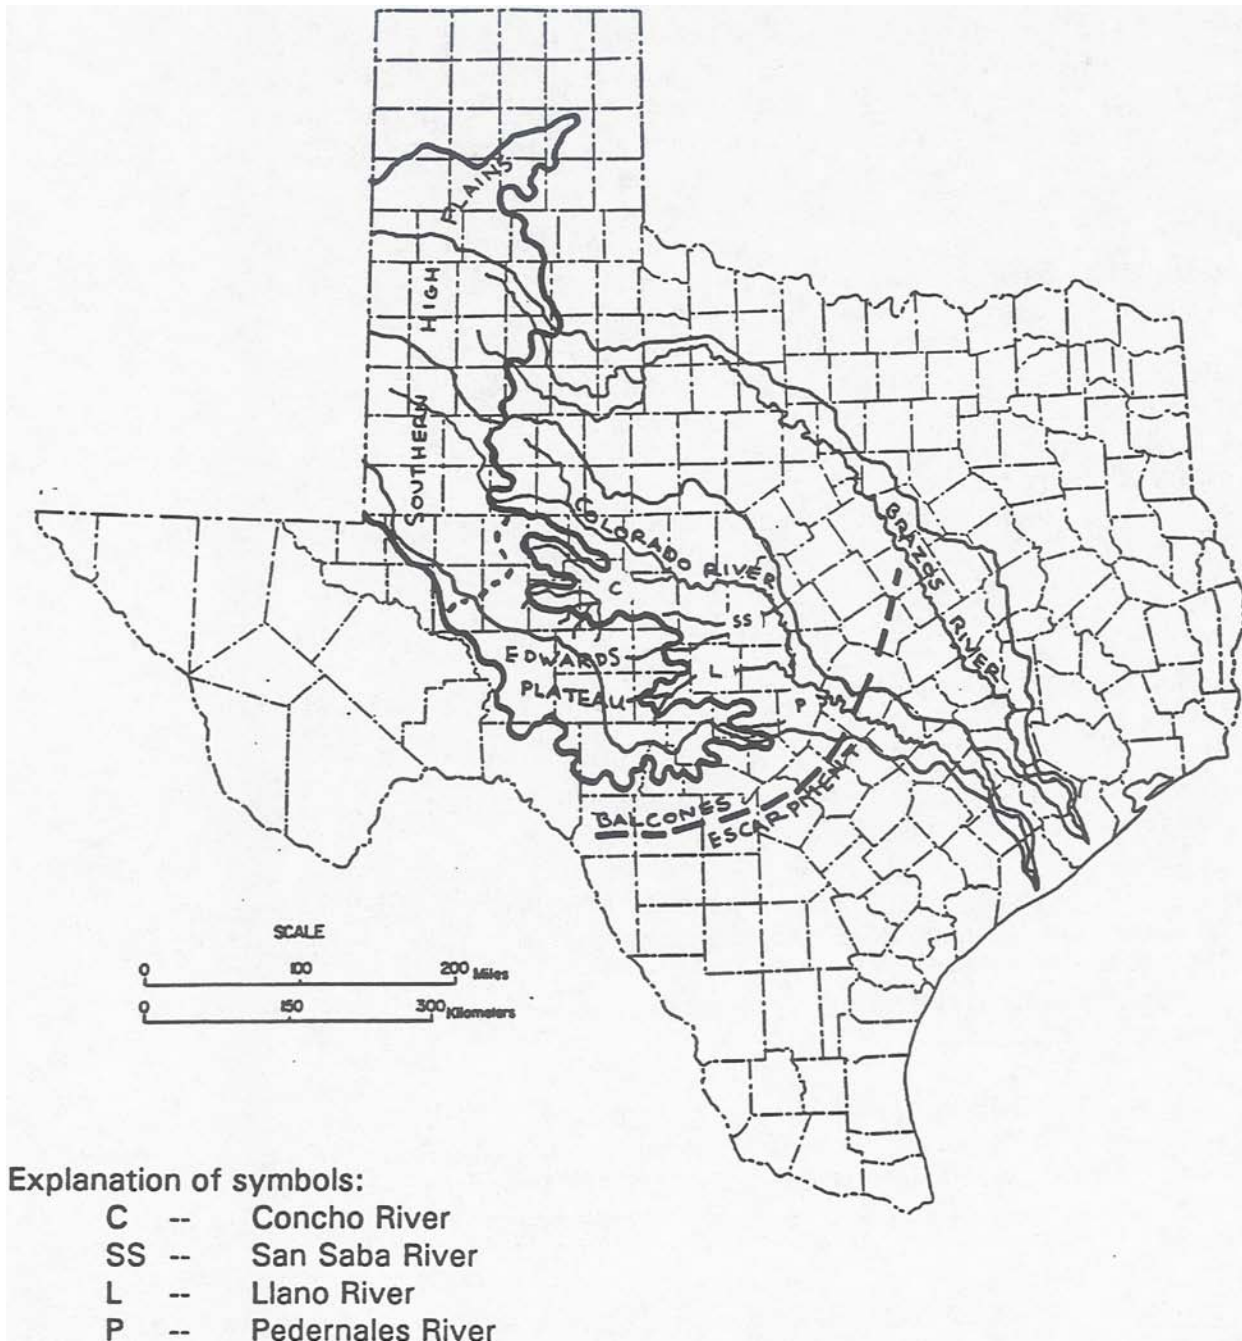 PLAINS
HIGH
SOUTHERN
COLORADO RIVER
BRAZOS RIVER
C
SS
EDWARDS
PLATEAU
L
P
BALCONES
ESCARPMENT
SCALE
0 100 200 Miles
0 150 300 Kilometers
Explanation of symbols:
C -- Concho River
SS -- San Saba River
L -- Llano River
P -- Pedernales River